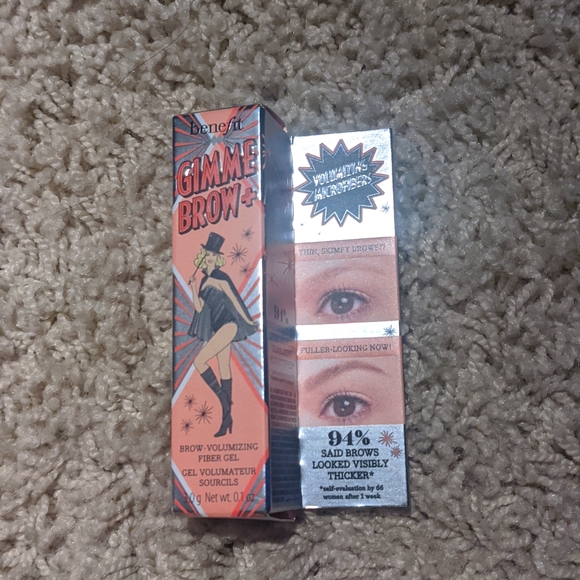 benefit
GIMME
BROW+
BROW-VOLUMIZING
FIBER GEL
GEL VOLUMATEUR
SOURCILS
Net wt. 0.1 oz.
VOLUMIZING
MICROFIBERS
THIN, SKIMPY BROWS!?
FULLER-LOOKING NOW!
94%
SAID BROWS
LOOKED VISIBLY
THICKER*
*self-evaluation by 66
women after 1 week